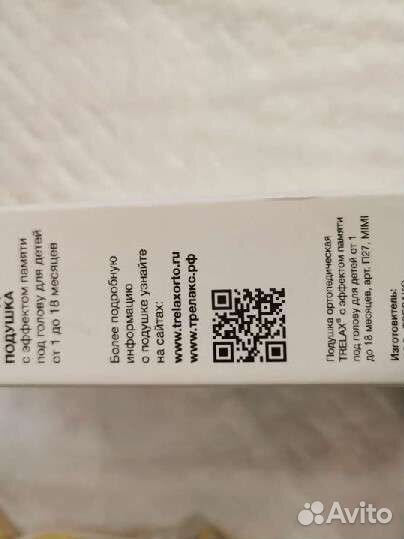 ПОДУШКА
с эффектом памяти
под голову для детей
от 1 до 18 месяцев
Более подробную
информацию
о подушке узнайте
на сайтах:
www.trelaxorto.ru
www.трелакс.рф
Подушка ортопедическая
TRELAX® с эффектом памяти
под голову для детей от 1
до 18 месяцев, арт. П27, MIMI
Изготовитель:
Avito